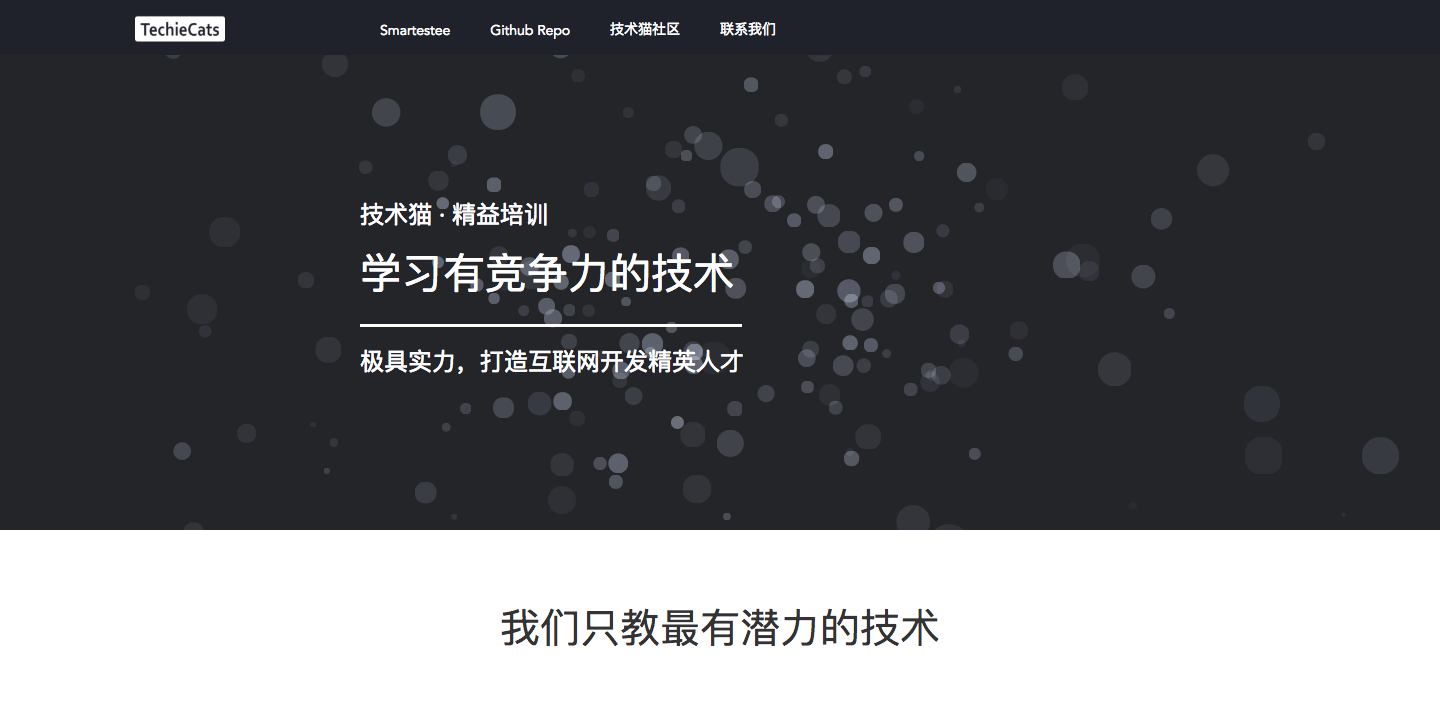 TechieCats
Smartestee Github Repo 技术猫社区 联系我们
技术猫 · 精益培训
学习有竞争力的技术
极具实力，打造互联网开发精英人才
我们只教最有潜力的技术